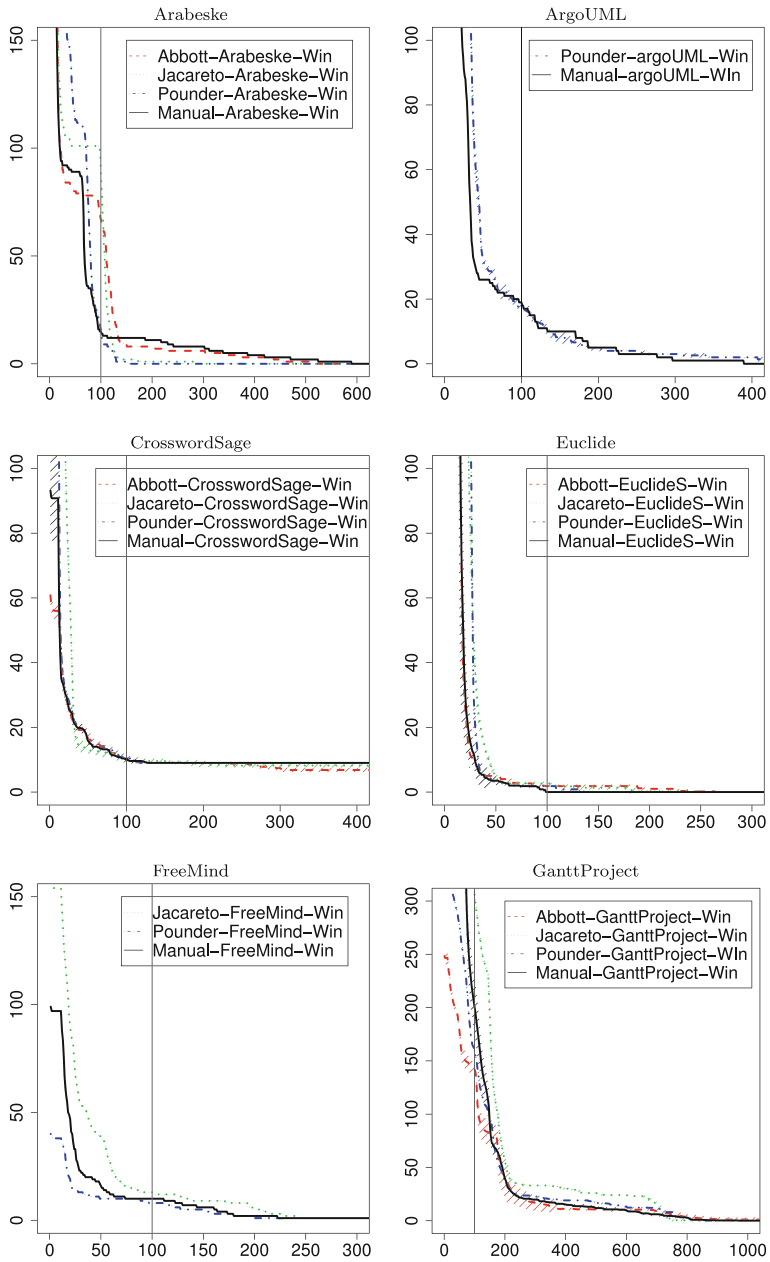 Arabeske
ArgoUML
150
100
50
0
Abbott−Arabeske−Win
Jacareto−Arabeske−Win
Pounder−Arabeske−Win
Manual−Arabeske−Win
0 100 200 300 400 500 600
100
80
60
40
20
0
Pounder−argoUML−Win
Manual−argoUML−WIn
0 100 200 300 400
CrosswordSage
Euclide
100
80
60
40
20
0
Abbott−CrosswordSage−Win
Jacareto−CrosswordSage−Win
Pounder−CrosswordSage−Win
Manual−CrosswordSage−Win
0 100 200 300 400
100
80
60
40
20
0
Abbott−EuclideS−Win
Jacareto−EuclideS−Win
Pounder−EuclideS−Win
Manual−EuclideS−Win
0 50 100 150 200 250 300
FreeMind
GanttProject
150
100
50
0
Jacareto−FreeMind−Win
Pounder−FreeMind−Win
Manual−FreeMind−Win
0 50 100 150 200 250 300
300
250
200
150
100
50
0
Abbott−GanttProject−Win
Jacareto−GanttProject−Win
Pounder−GanttProject−WIn
Manual−GanttProject−Win
0 200 400 600 800 1000